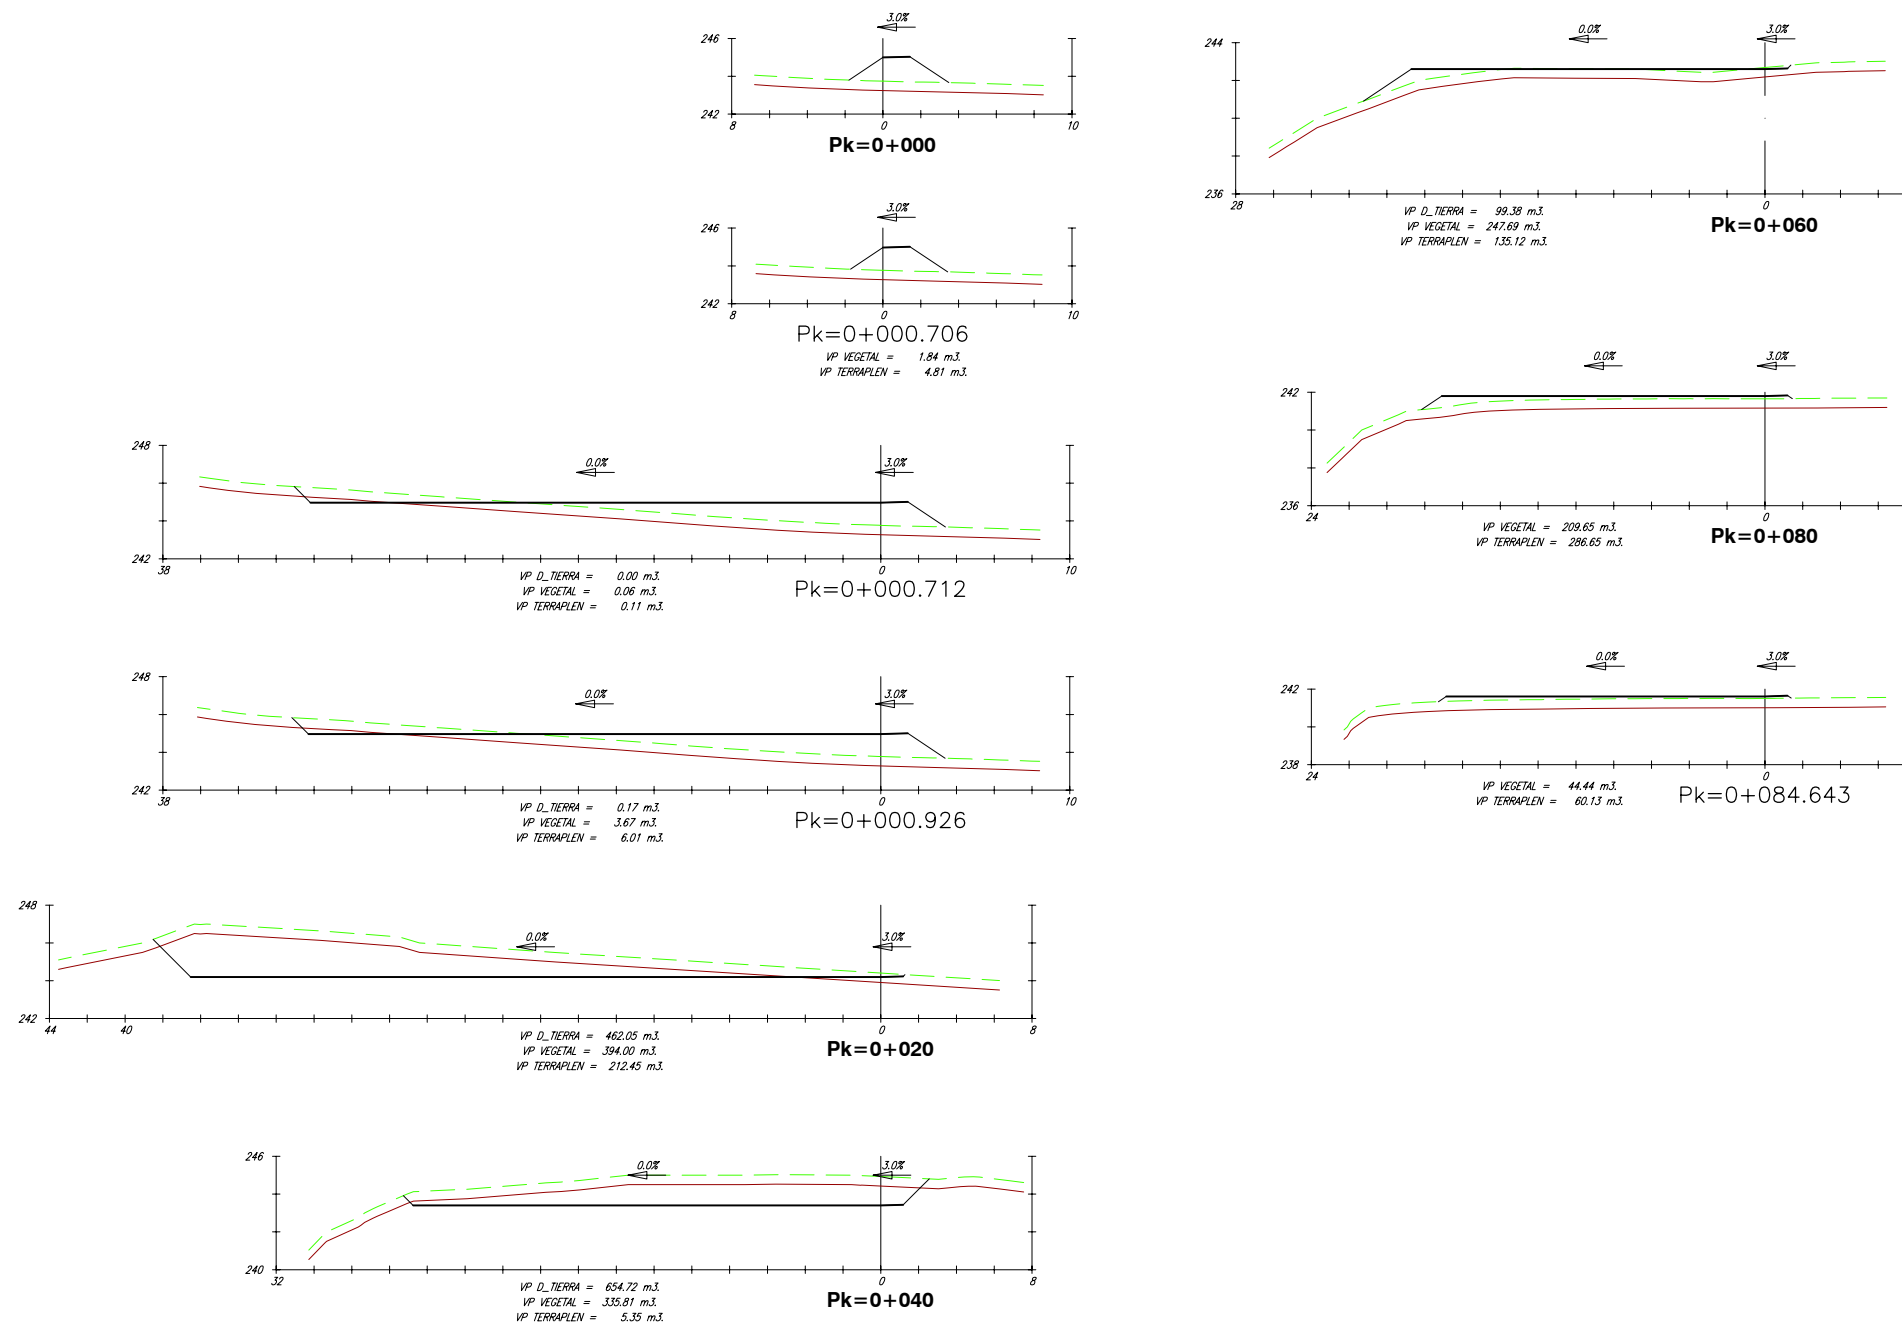 3.0%
246
242
8 0 10
Pk=0+000
3.0%
246
242
8 0 10
Pk=0+000.706
VP VEGETAL = 1.84 m3.
VP TERRAPLEN = 4.81 m3.
248
0.0% 3.0%
242
38 0 10
VP D_TIERRA = 0.00 m3.
VP VEGETAL = 0.06 m3.
VP TERRAPLEN = 0.11 m3.
Pk=0+000.712
248
0.0% 3.0%
242
38 0 10
VP D_TIERRA = 0.17 m3.
VP VEGETAL = 3.67 m3.
VP TERRAPLEN = 6.01 m3.
Pk=0+000.926
248
0.0% 3.0%
242
44 40 0 8
VP D_TIERRA = 462.05 m3.
VP VEGETAL = 394.00 m3.
VP TERRAPLEN = 212.45 m3.
Pk=0+020
246
0.0% 3.0%
240
32 0 8
VP D_TIERRA = 654.72 m3.
VP VEGETAL = 335.81 m3.
VP TERRAPLEN = 5.35 m3.
Pk=0+040
0.0% 3.0%
244
236
28 0
VP D_TIERRA = 99.38 m3.
VP VEGETAL = 247.69 m3.
VP TERRAPLEN = 135.12 m3.
Pk=0+060
0.0% 3.0%
242
236
24 0
VP VEGETAL = 209.65 m3.
VP TERRAPLEN = 286.65 m3.
Pk=0+080
0.0% 3.0%
242
238
24 0
VP VEGETAL = 44.44 m3.
VP TERRAPLEN = 60.13 m3.
Pk=0+084.643